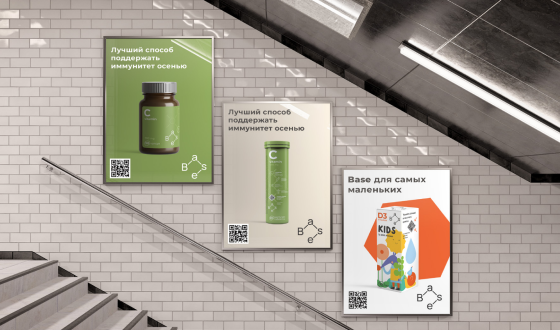 Лучший способ
поддержать
иммунитет осенью
C
B a s e
Лучший способ
поддержать
иммунитет осенью
C
B a s e
Base для самых
маленьких
D3
KIDS
B a s e